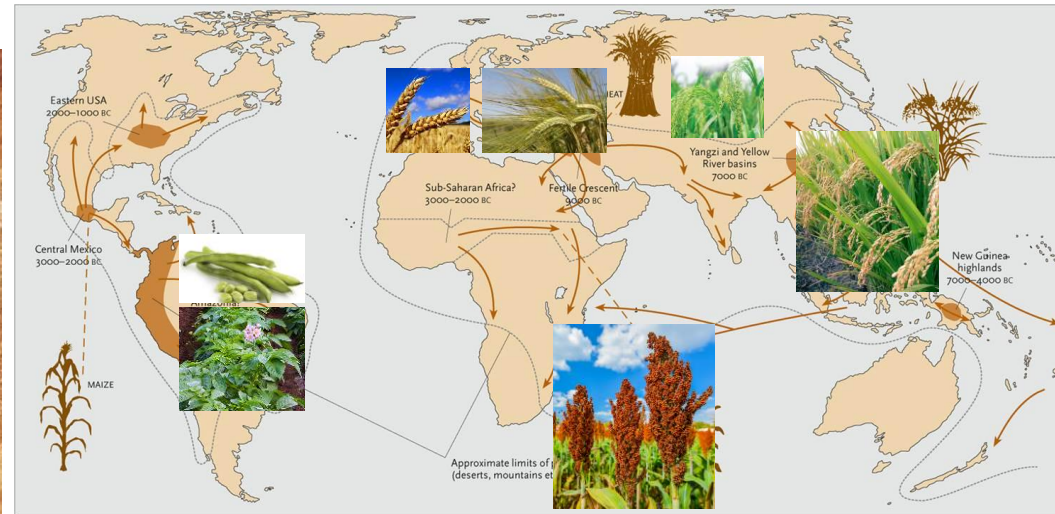 Eastern USA
2000–1000 BC
Central Mexico
3000–2000 BC
MAIZE
Sub-Saharan Africa?
3000–2000 BC
Fertile Crescent
9000 BC
Yangzi and Yellow
River basins
7000 BC
New Guinea
highlands
7000–4000 BC
Approximate limits of
(deserts, mountains